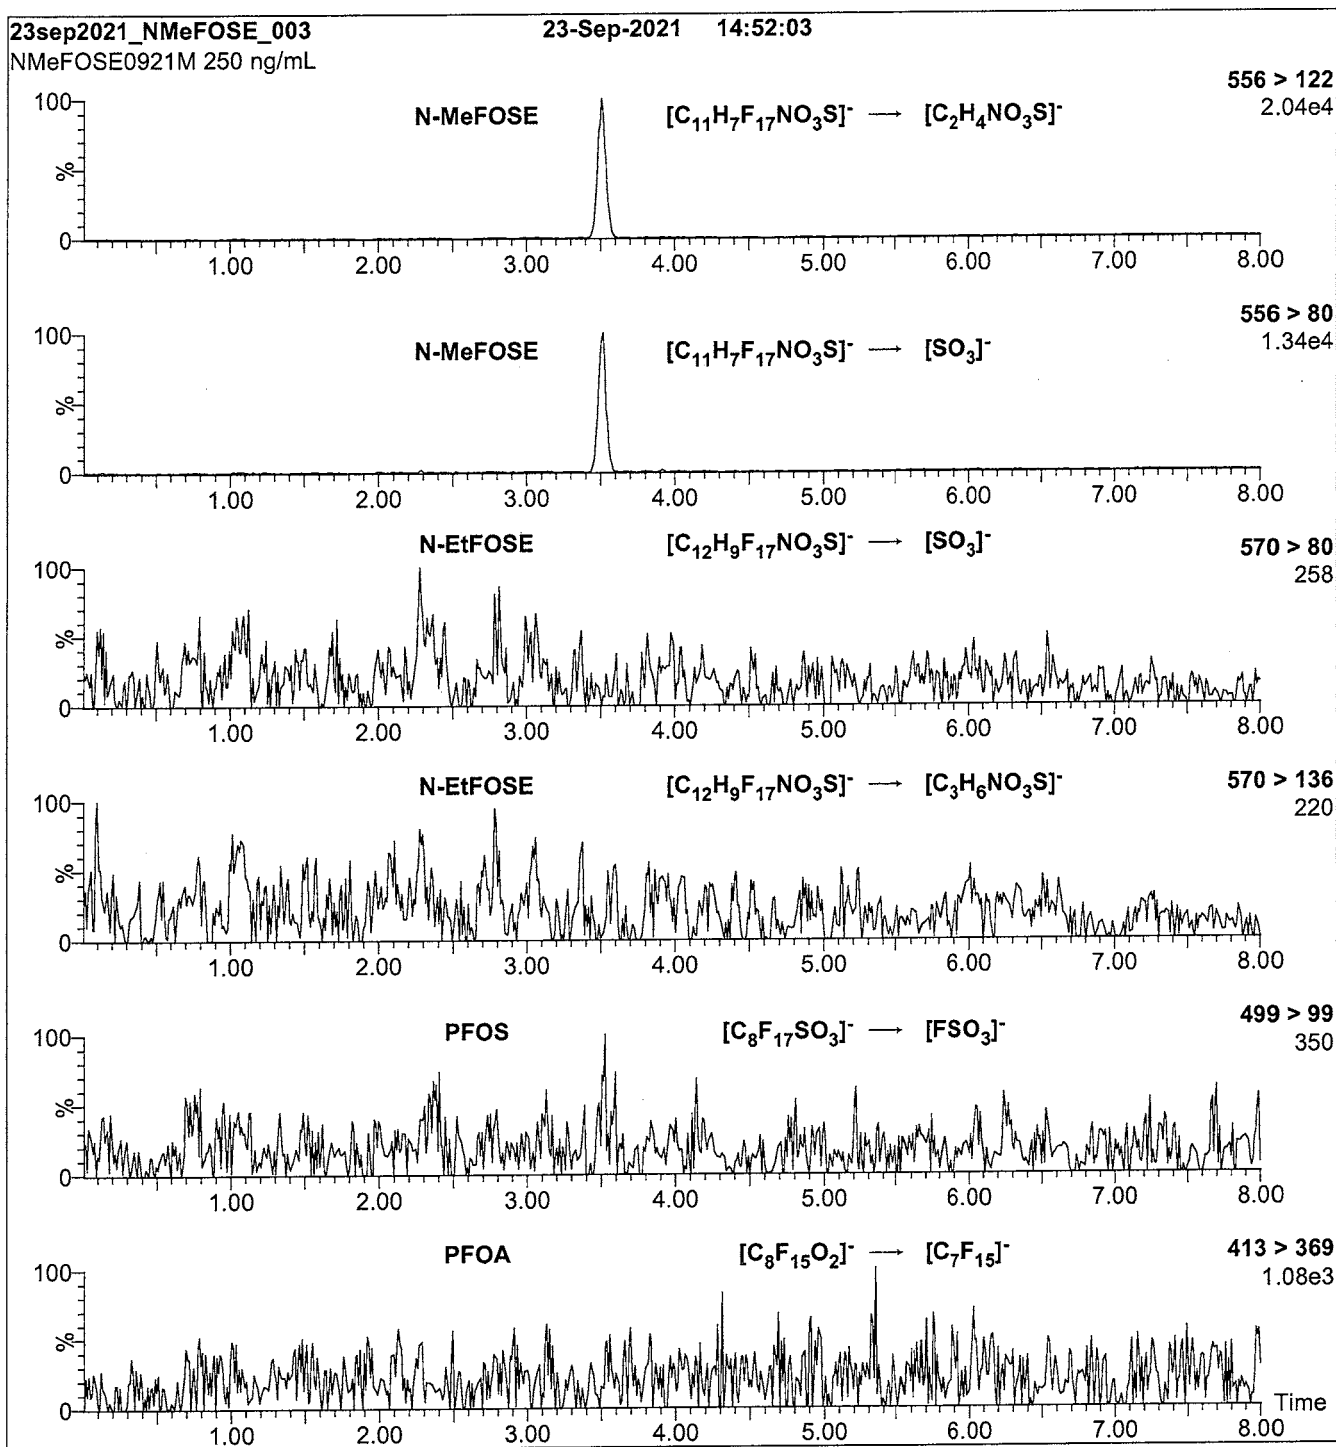 23sep2021_NMeFOSE_003 23-Sep-2021 14:52:03
NMeFOSE0921M 250 ng/mL
556 > 122
2.04e4
N-MeFOSE [C₁₁H₇F₁₇NO₃S]⁻ → [C₂H₄NO₃S]⁻
100
%
0
1.00 2.00 3.00 4.00 5.00 6.00 7.00 8.00
556 > 80
1.34e4
N-MeFOSE [C₁₁H₇F₁₇NO₃S]⁻ → [SO₃]⁻
100
%
0
1.00 2.00 3.00 4.00 5.00 6.00 7.00 8.00
N-EtFOSE [C₁₂H₉F₁₇NO₃S]⁻ → [SO₃]⁻
570 > 80
258
100
%
0
1.00 2.00 3.00 4.00 5.00 6.00 7.00 8.00
N-EtFOSE [C₁₂H₉F₁₇NO₃S]⁻ → [C₃H₆NO₃S]⁻
570 > 136
220
100
%
0
1.00 2.00 3.00 4.00 5.00 6.00 7.00 8.00
499 > 99
350
PFOS [C₈F₁₇SO₃]⁻ → [FSO₃]⁻
100
%
0
1.00 2.00 3.00 4.00 5.00 6.00 7.00 8.00
PFOA [C₈F₁₅O₂]⁻ → [C₇F₁₅]⁻
413 > 369
1.08e3
100
%
0
Time
1.00 2.00 3.00 4.00 5.00 6.00 7.00 8.00